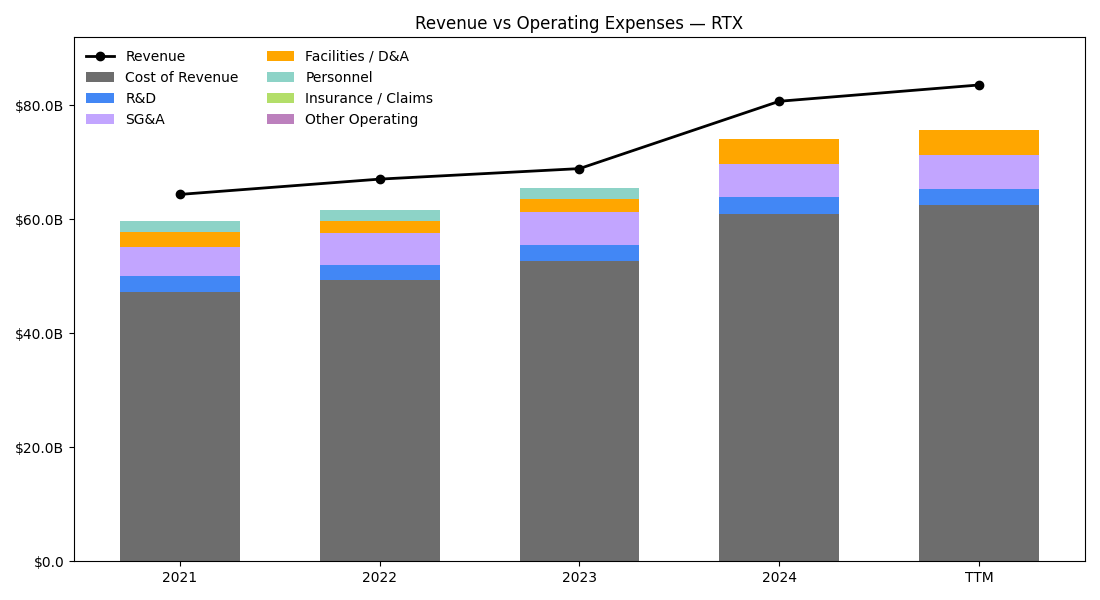 Revenue vs Operating Expenses — RTX
Revenue
Cost of Revenue
R&D
SG&A
Facilities / D&A
Personnel
Insurance / Claims
Other Operating
$80.0B
$60.0B
$40.0B
$20.0B
$0.0
2021
2022
2023
2024
TTM